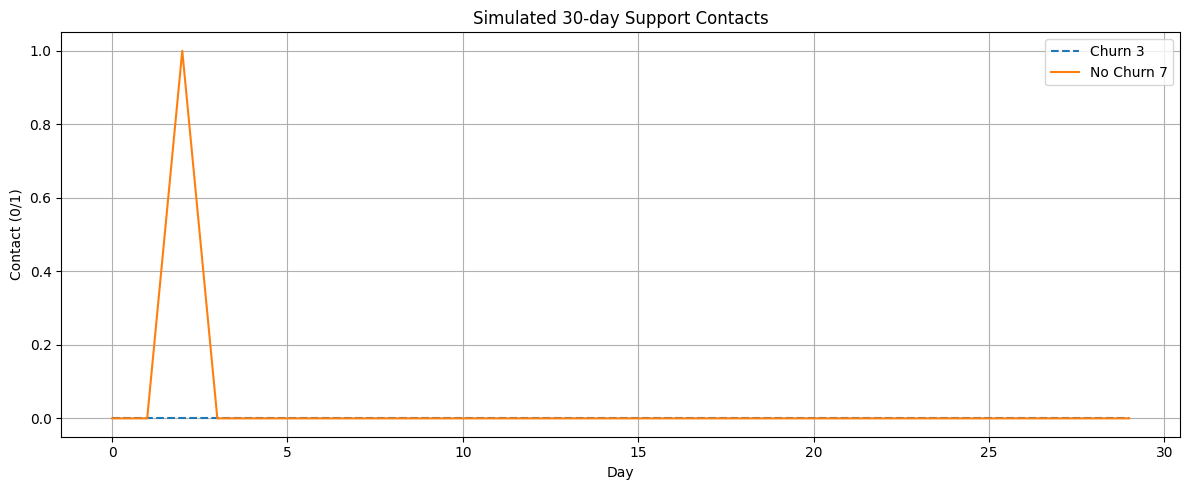 Simulated 30-day Support Contacts
Churn 3
No Churn 7
Contact (0/1)
1.0
0.8
0.6
0.4
0.2
0.0
0 5 10 15 20 25 30
Day